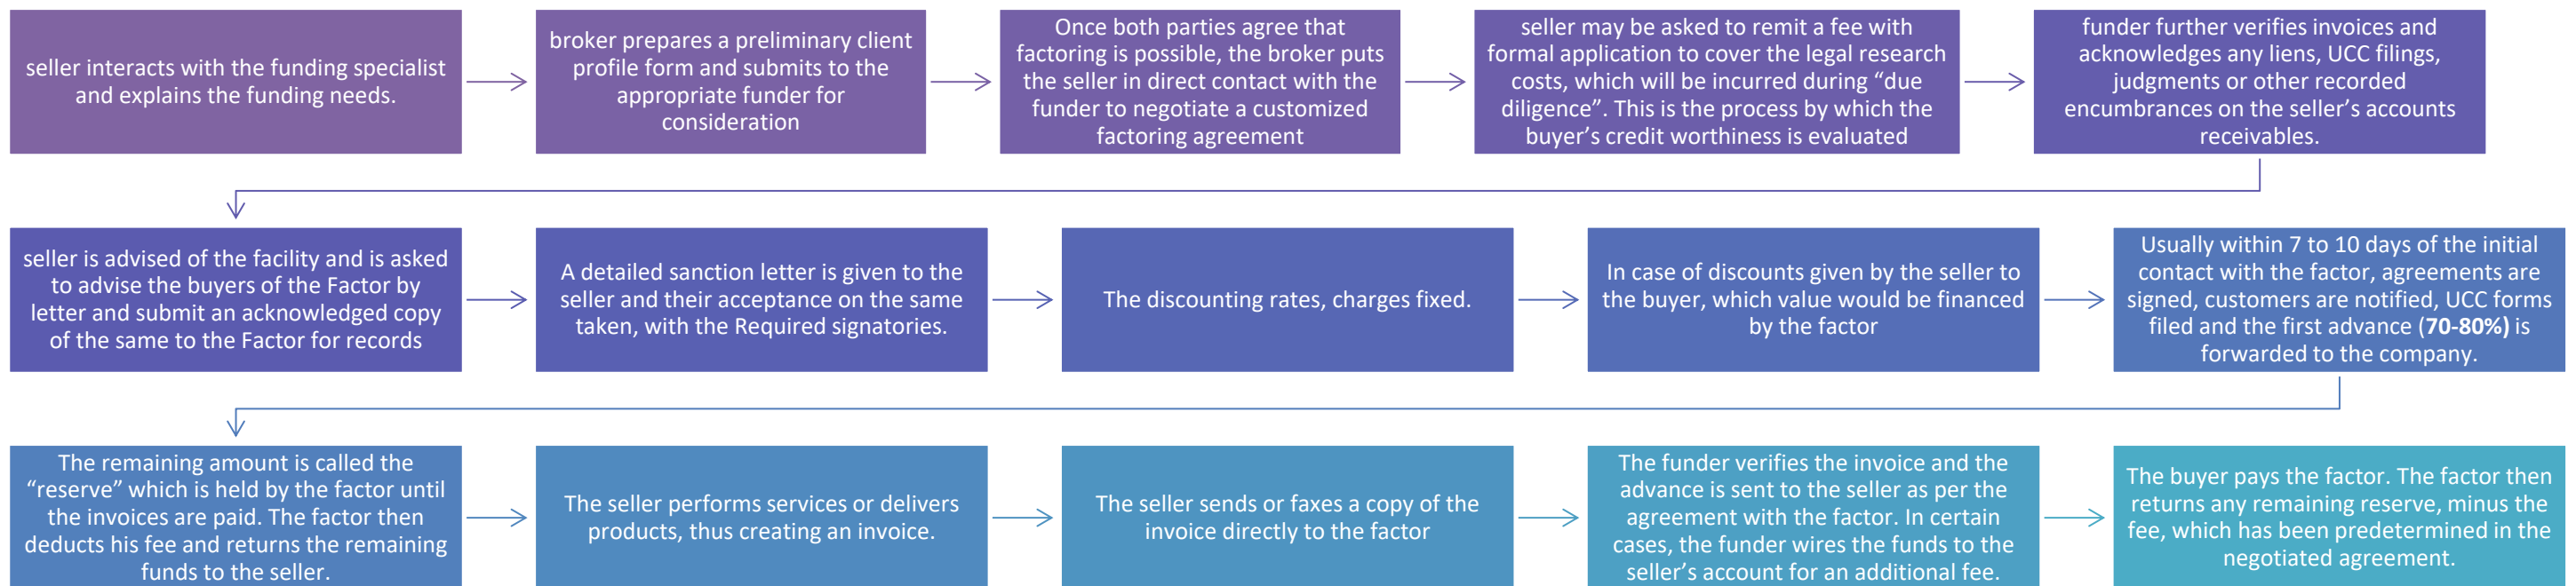 seller interacts with the funding specialist
and explains the funding needs.
broker prepares a preliminary client
profile form and submits to the
appropriate funder for
consideration
Once both parties agree that
factoring is possible, the broker puts
the seller in direct contact with the
funder to negotiate a customized
factoring agreement
seller may be asked to remit a fee with
formal application to cover the legal research
costs, which will be incurred during “due
diligence”. This is the process by which the
buyer’s credit worthiness is evaluated
funder further verifies invoices and
acknowledges any liens, UCC filings,
judgments or other recorded
encumbrances on the seller’s accounts
receivables.
seller is advised of the facility and is asked
to advise the buyers of the Factor by
letter and submit an acknowledged copy
of the same to the Factor for records
A detailed sanction letter is given to the
seller and their acceptance on the same
taken, with the Required signatories.
The discounting rates, charges fixed.
In case of discounts given by the seller to
the buyer, which value would be financed
by the factor
Usually within 7 to 10 days of the initial
contact with the factor, agreements are
signed, customers are notified, UCC forms
filed and the first advance (70-80%) is
forwarded to the company.
The remaining amount is called the
“reserve” which is held by the factor until
the invoices are paid. The factor then
deducts his fee and returns the remaining
funds to the seller.
The seller performs services or delivers
products, thus creating an invoice.
The seller sends or faxes a copy of the
invoice directly to the factor
The funder verifies the invoice and the
advance is sent to the seller as per the
agreement with the factor. In certain
cases, the funder wires the funds to the
seller’s account for an additional fee.
The buyer pays the factor. The factor then
returns any remaining reserve, minus the
fee, which has been predetermined in the
negotiated agreement.